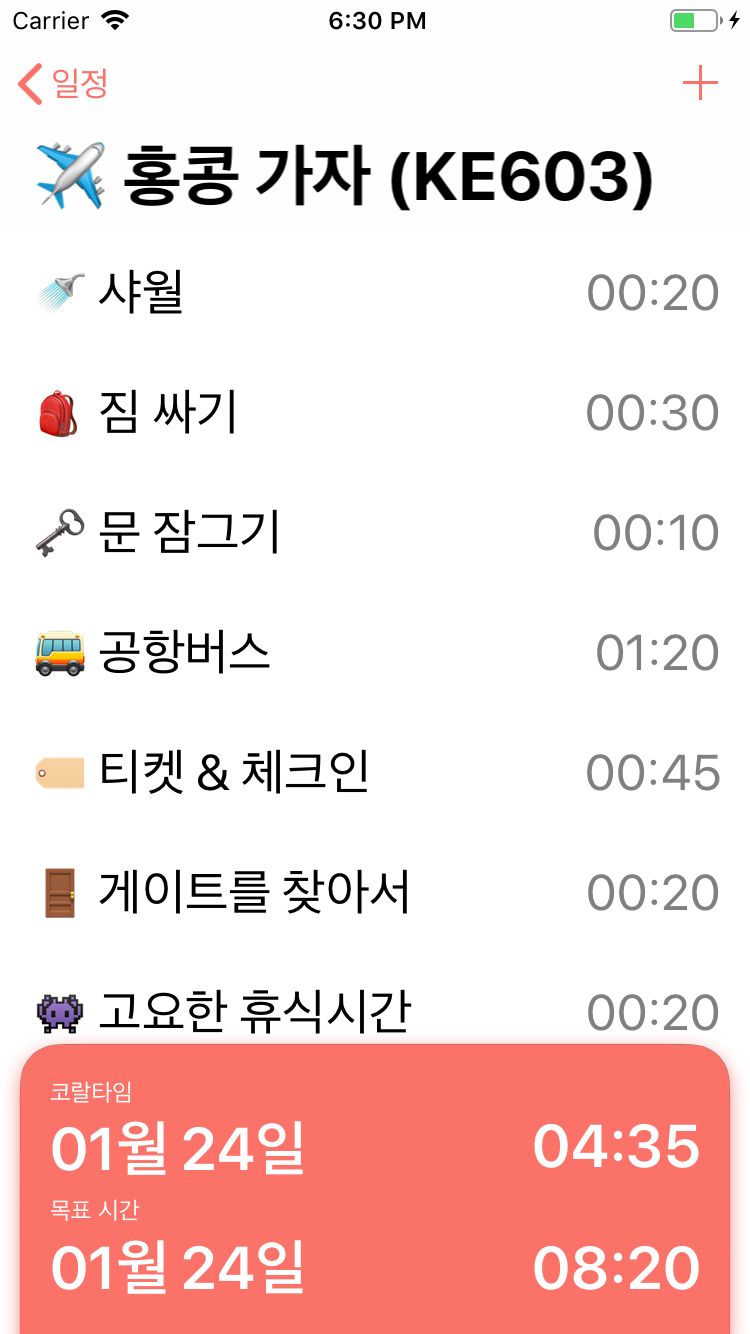 Carrier 6:30 PM
일정
홍콩 가자 (KE603)
샤월 00:20
짐 싸기 00:30
문 잠그기 00:10
공항버스 01:20
티켓 & 체크인 00:45
게이트를 찾아서 00:20
고요한 휴식시간 00:20
코랄타임
01월 24일 04:35
목표 시간
01월 24일 08:20